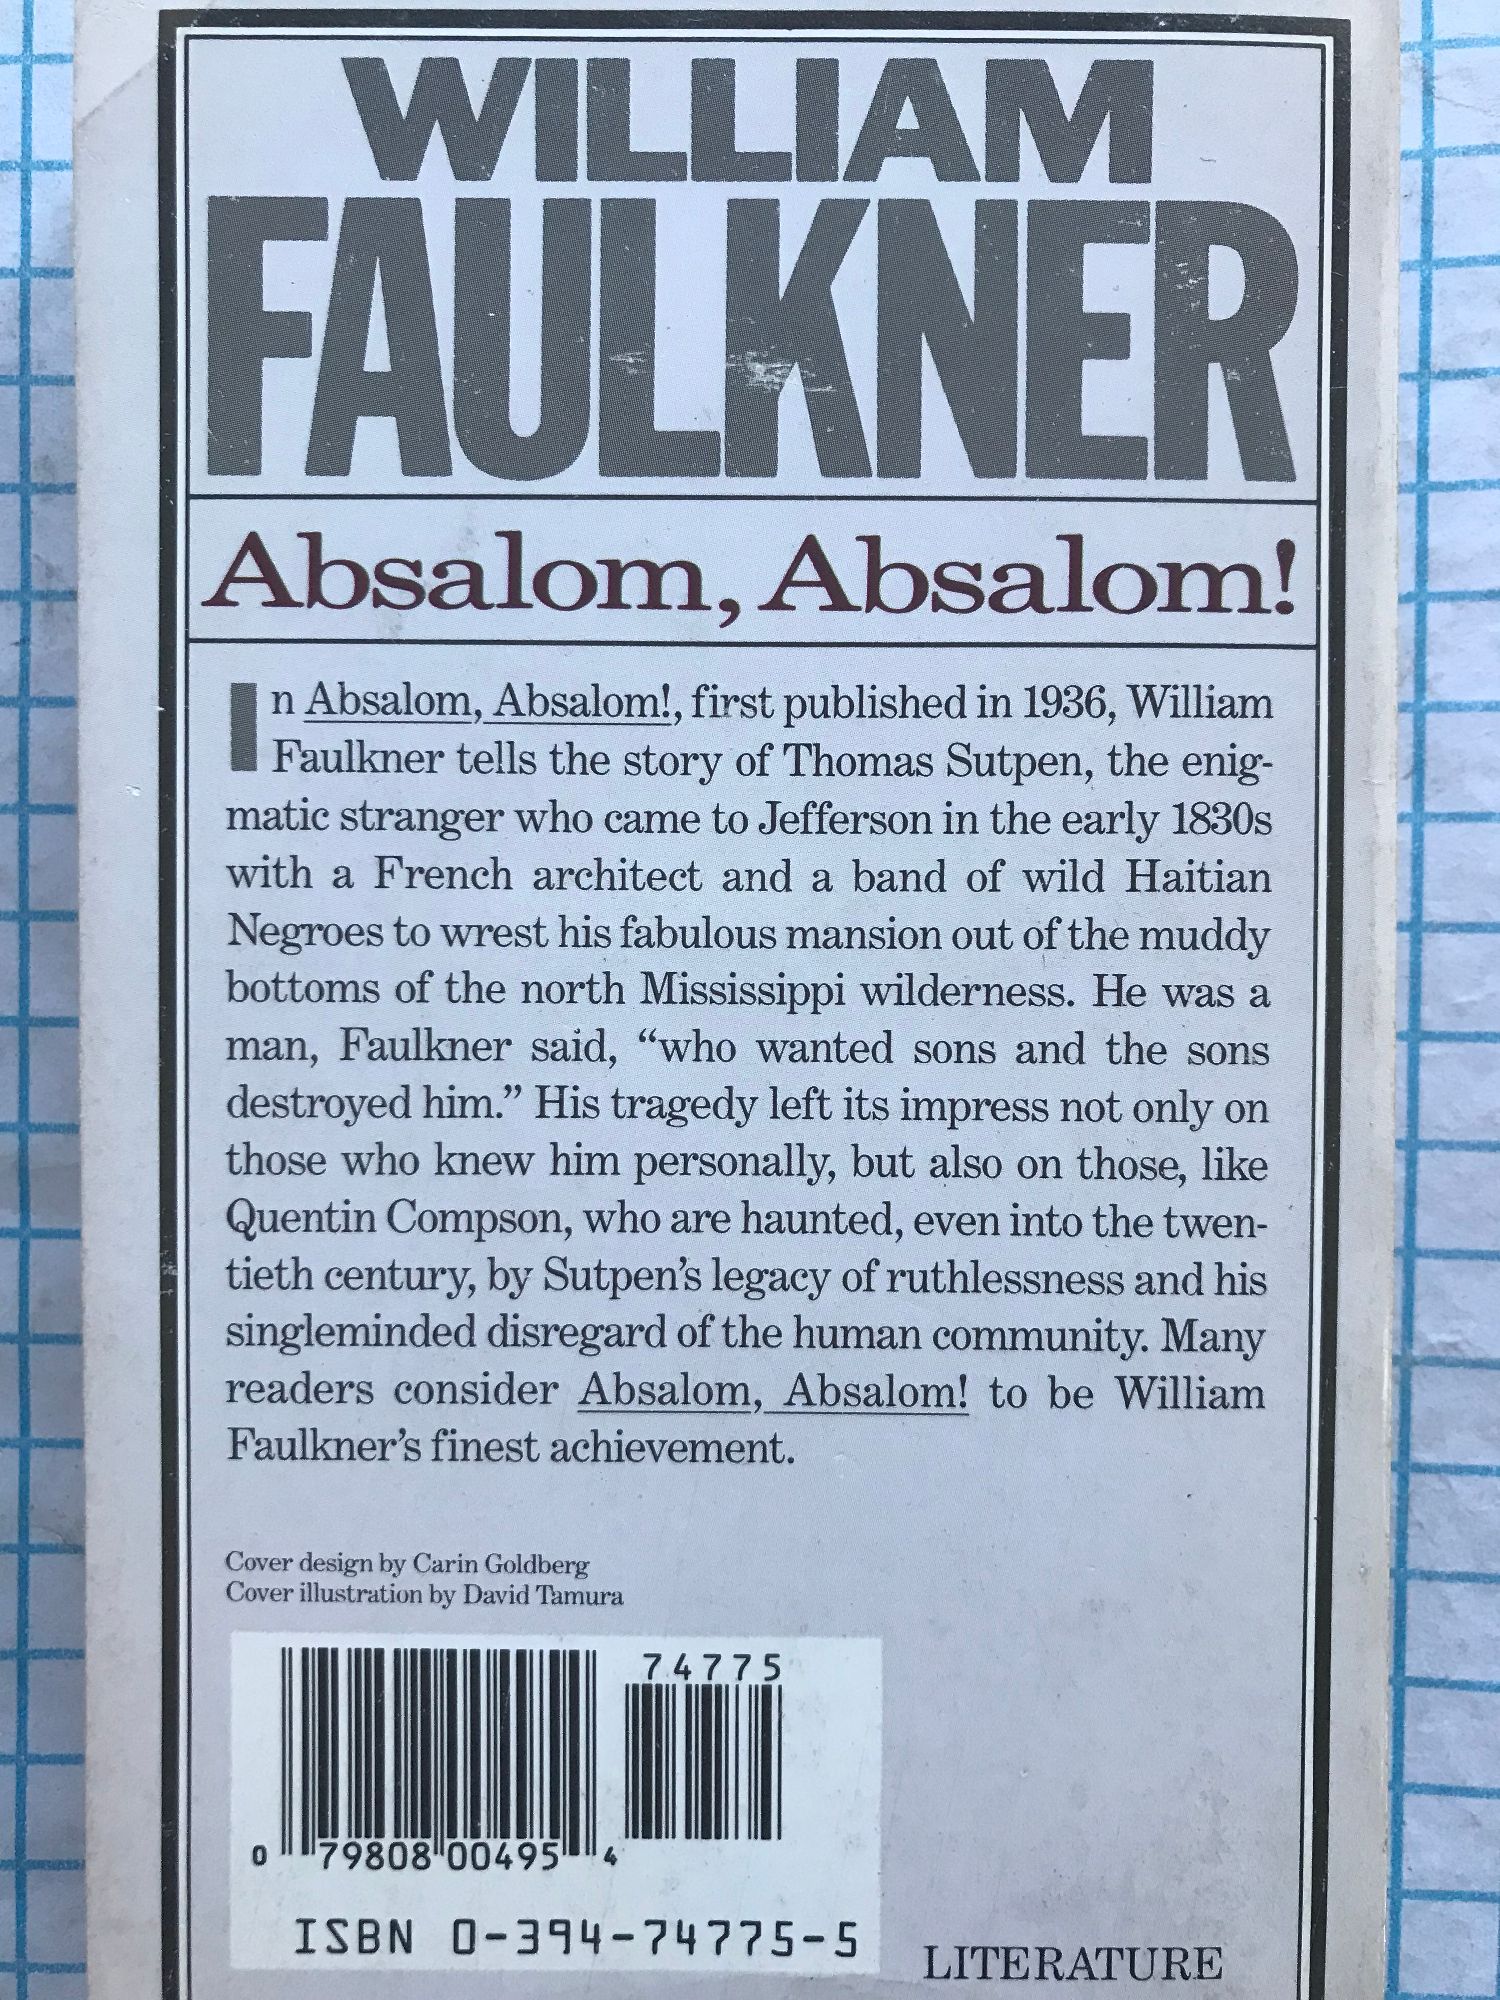 WILLIAM
FAULKNER
Absalom, Absalom!
In Absalom, Absalom!, first published in 1936, William
Faulkner tells the story of Thomas Sutpen, the enig-
matic stranger who came to Jefferson in the early 1830s
with a French architect and a band of wild Haitian
Negroes to wrest his fabulous mansion out of the muddy
bottoms of the north Mississippi wilderness. He was a
man, Faulkner said, “who wanted sons and the sons
destroyed him.” His tragedy left its impress not only on
those who knew him personally, but also on those, like
Quentin Compson, who are haunted, even into the twen-
tieth century, by Sutpen’s legacy of ruthlessness and his
singleminded disregard of the human community. Many
readers consider Absalom, Absalom! to be William
Faulkner’s finest achievement.
Cover design by Carin Goldberg
Cover illustration by David Tamura
74775
0 79808 00495 4
ISBN 0-394-74775-5
LITERATURE